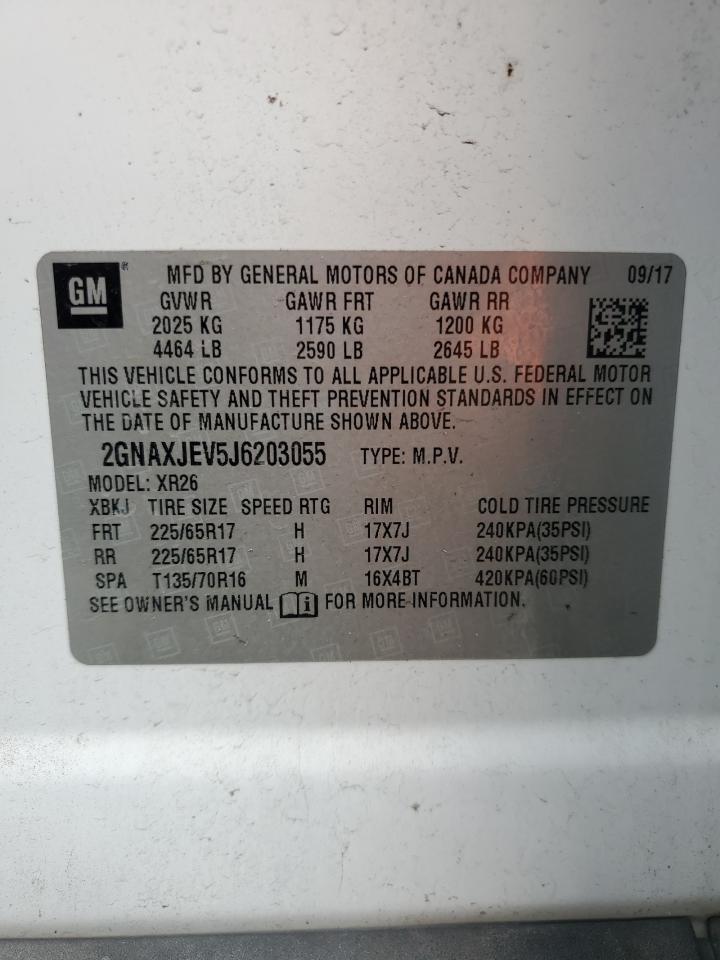 GM® MFD BY GENERAL MOTORS OF CANADA COMPANY 09/17
GVWR GAWR FRT GAWR RR
2025 KG 1175 KG 1200 KG
4464 LB 2590 LB 2645 LB
THIS VEHICLE CONFORMS TO ALL APPLICABLE U.S. FEDERAL MOTOR
VEHICLE SAFETY AND THEFT PREVENTION STANDARDS IN EFFECT ON
THE DATE OF MANUFACTURE SHOWN ABOVE.
2GNAXJEV5J6203055 TYPE: M.P.V.
MODEL: XR26
XBKJ TIRE SIZE SPEED RTG RIM COLD TIRE PRESSURE
FRT 225/65R17 H 17X7J 240KPA(35PSI)
RR 225/65R17 H 17X7J 240KPA(35PSI)
SPA T135/70R16 M 16X4BT 420KPA(60PSI)
SEE OWNER'S MANUAL i FOR MORE INFORMATION.